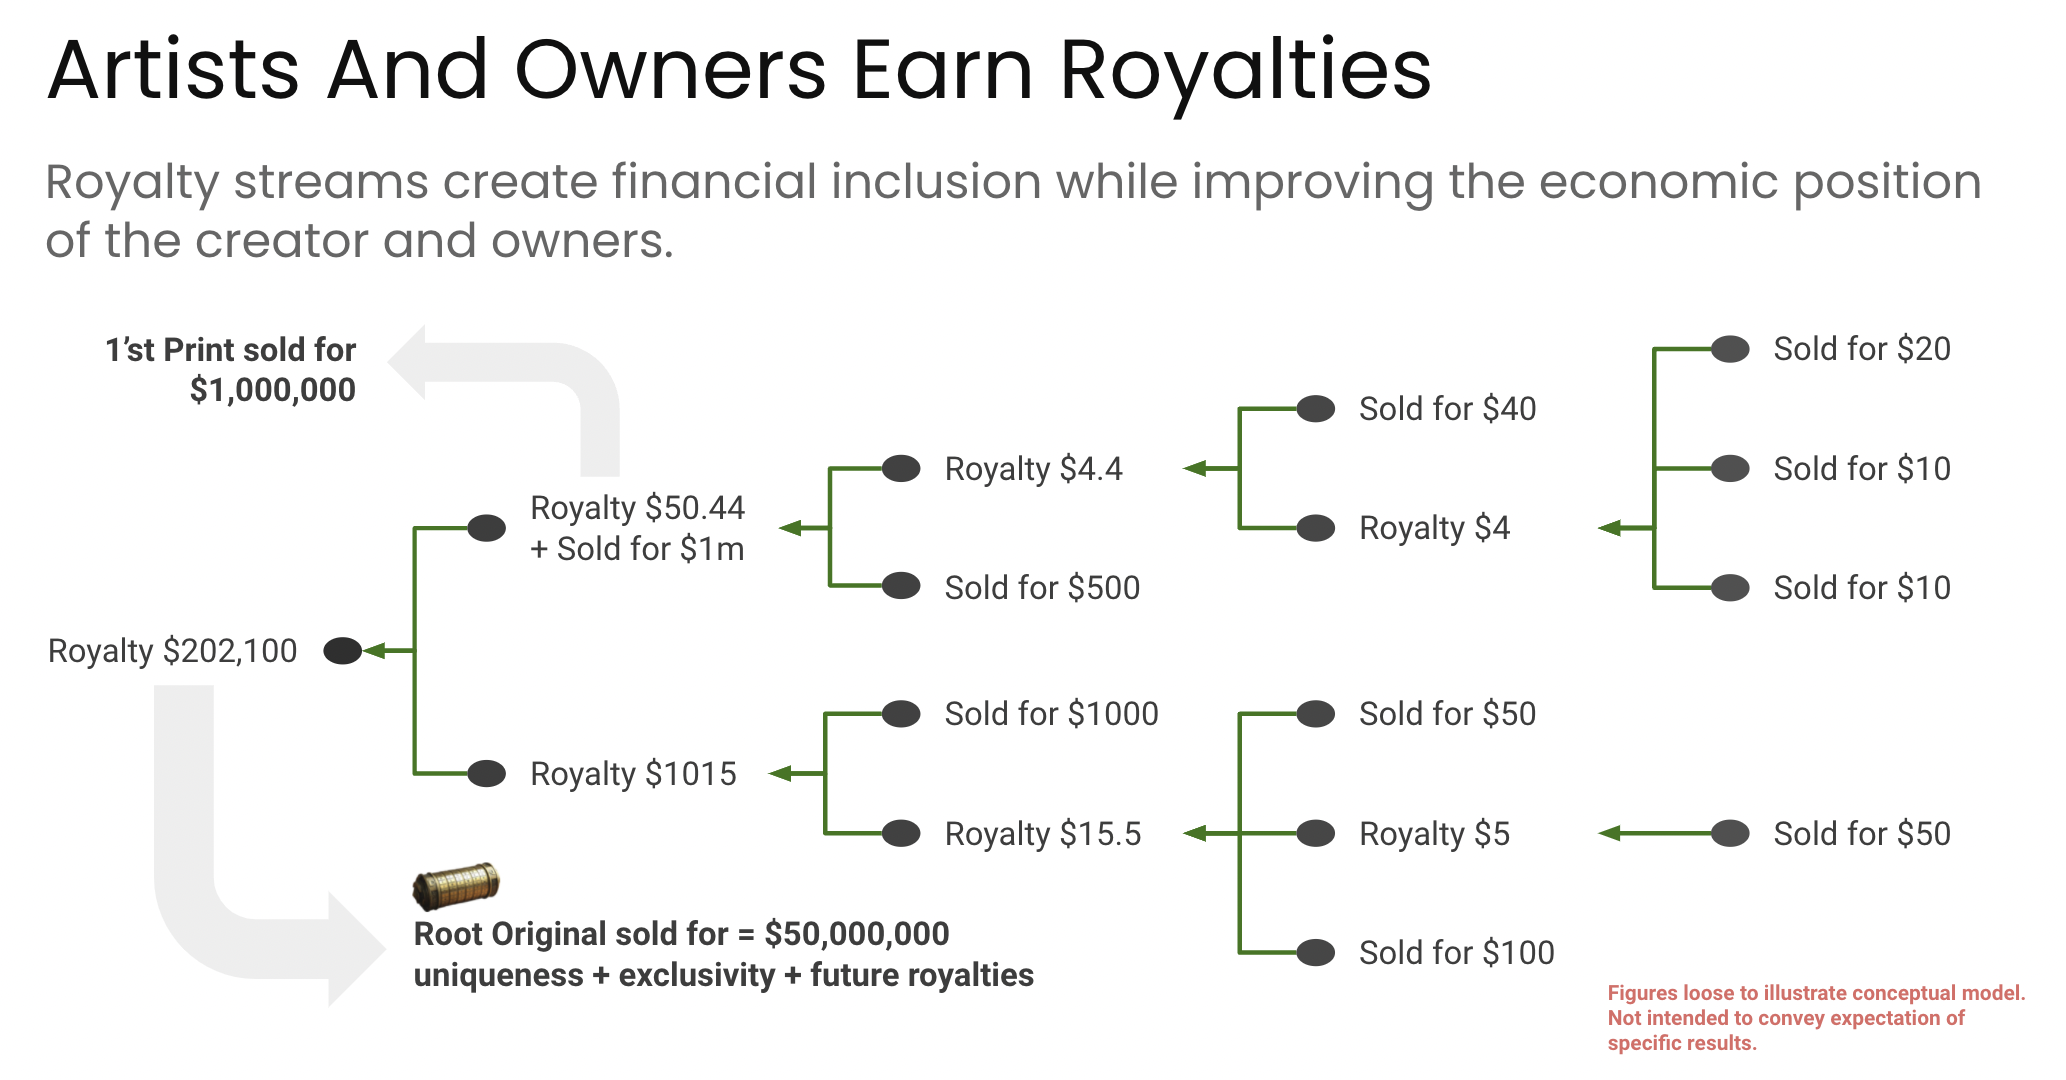 Artists And Owners Earn Royalties
Royalty streams create financial inclusion while improving the economic position
of the creator and owners.
1’st Print sold for
$1,000,000
Royalty $202,100
Royalty $50.44
+ Sold for $1m
Royalty $1015
Royalty $4.4
Sold for $500
Sold for $1000
Royalty $15.5
Sold for $40
Royalty $4
Sold for $50
Royalty $5
Sold for $100
Sold for $20
Sold for $10
Sold for $10
Sold for $50
Root Original sold for = $50,000,000
uniqueness + exclusivity + future royalties
Figures loose to illustrate conceptual model.
Not intended to convey expectation of
specific results.